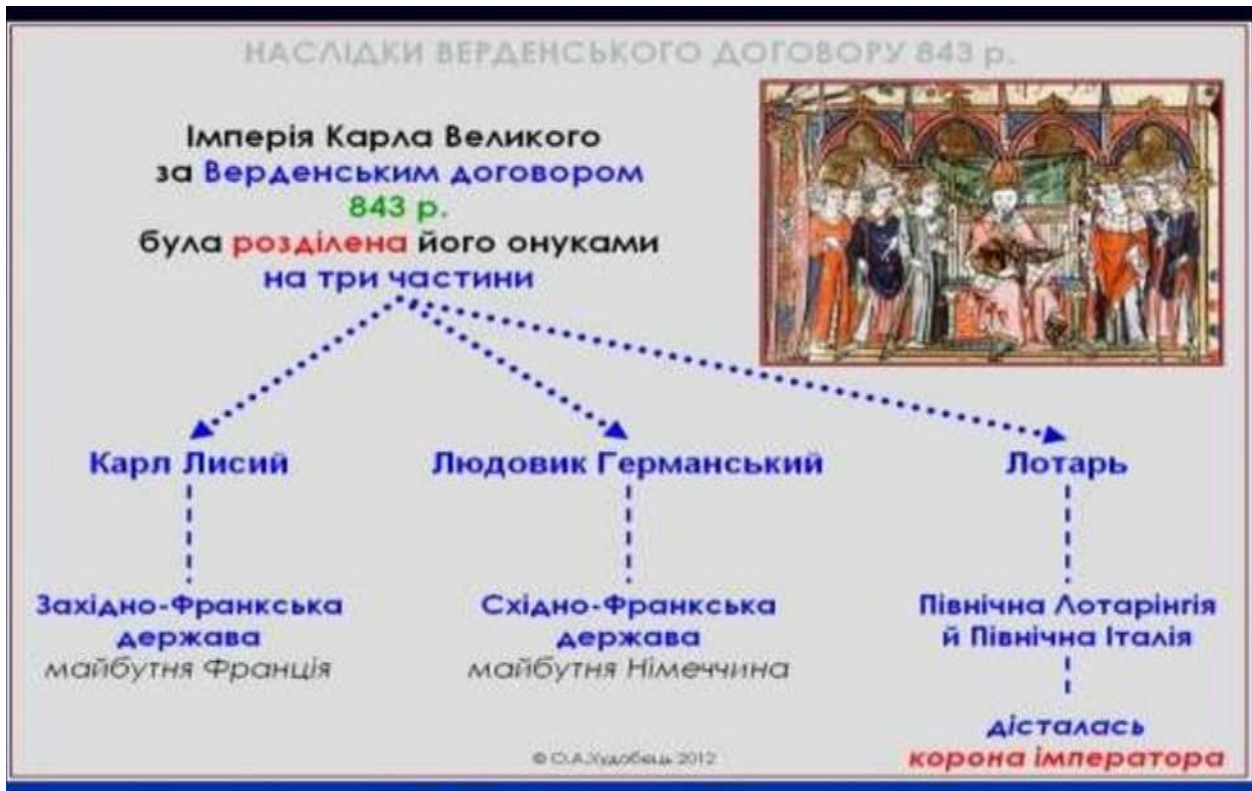 НАСЛІДКИ ВЕРДЕНСЬКОГО ДОГОВОРУ 843 р.
Імперія Карла Великого
за Верденським договором
843 р.
була розділена його онуками
на три частини
Карл Лисий
Людовик Германський
Лотарь
Західно-Франкська
держава
майбутня Франція
Східно-Франкська
держава
майбутня Німеччина
Північна Лотарінгія
й Північна Італія
дісталась
корона імператора
© О.А.Худобець 2012